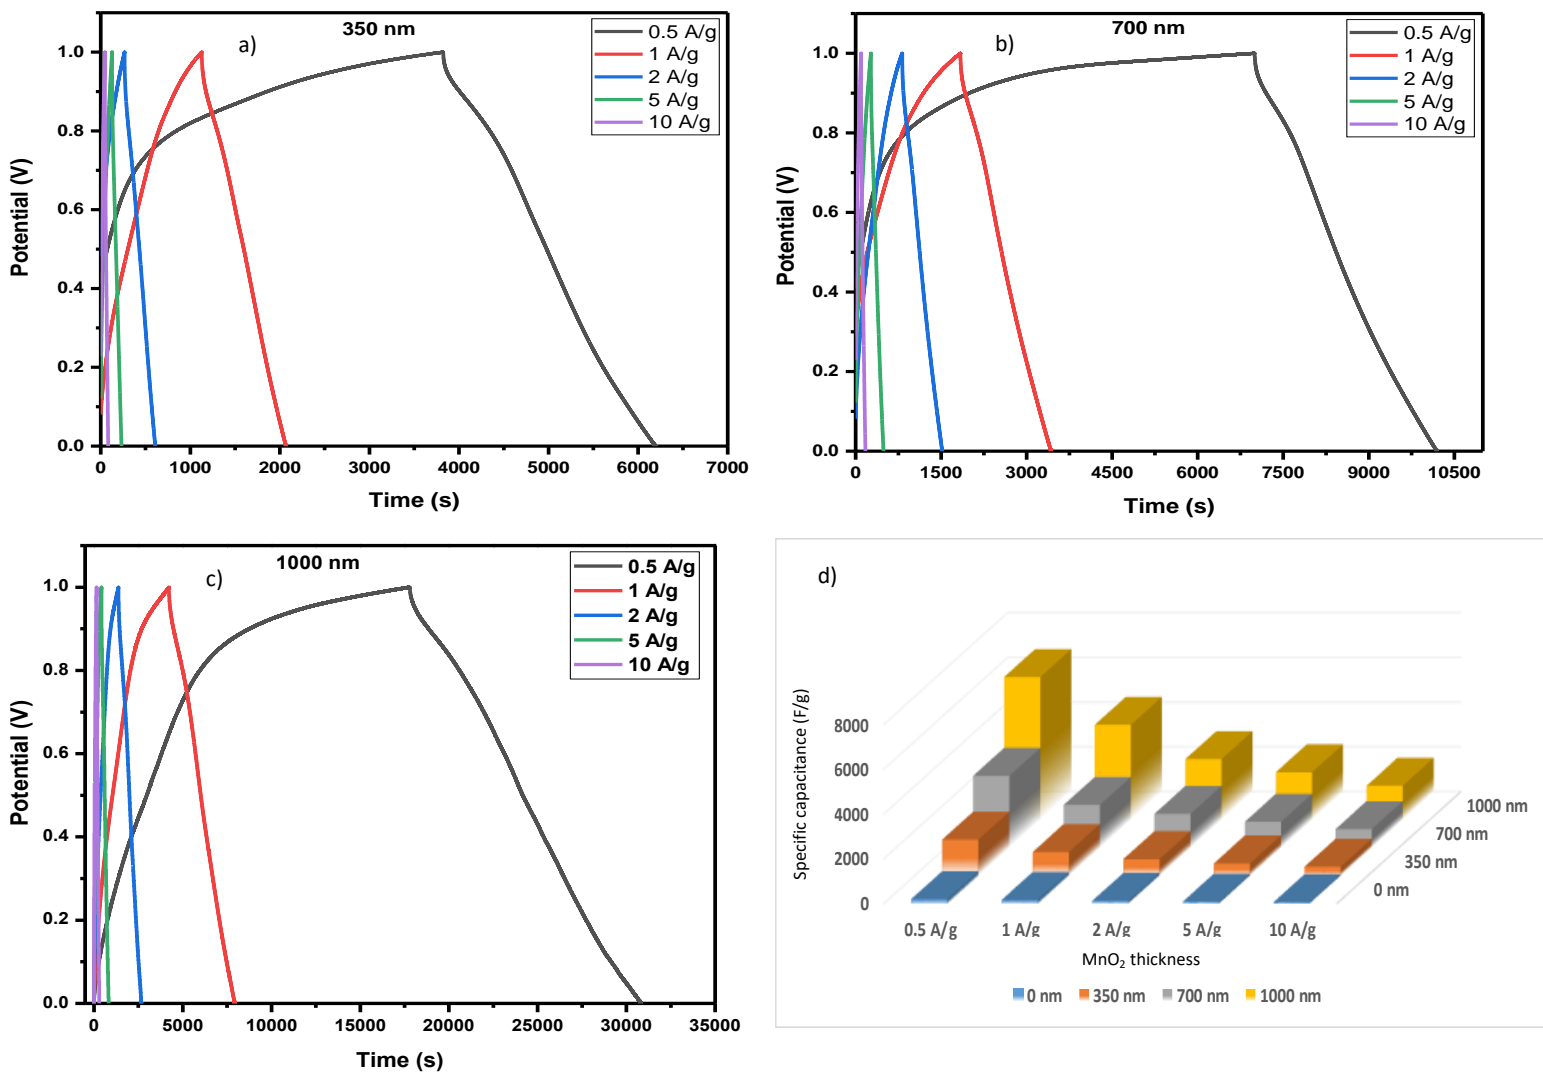 350 nm
a)
0.5 A/g
1 A/g
2 A/g
5 A/g
10 A/g
1.0
0.8
0.6
0.4
0.2
0.0
Potential (V)
0 1000 2000 3000 4000 5000 6000 7000
Time (s)
700 nm
b)
0.5 A/g
1 A/g
2 A/g
5 A/g
10 A/g
1.0
0.8
0.6
0.4
0.2
0.0
Potential (V)
0 1500 3000 4500 6000 7500 9000 10500
Time (s)
1000 nm
c)
0.5 A/g
1 A/g
2 A/g
5 A/g
10 A/g
1.0
0.8
0.6
0.4
0.2
0.0
Potential (V)
0 5000 10000 15000 20000 25000 30000 35000
Time (s)
d)
Specific capacitance (F/g)
8000
6000
4000
2000
0
1000 nm
700 nm
350 nm
0 nm
0.5 A/g 1 A/g 2 A/g 5 A/g 10 A/g
MnO₂ thickness
0 nm 350 nm 700 nm 1000 nm